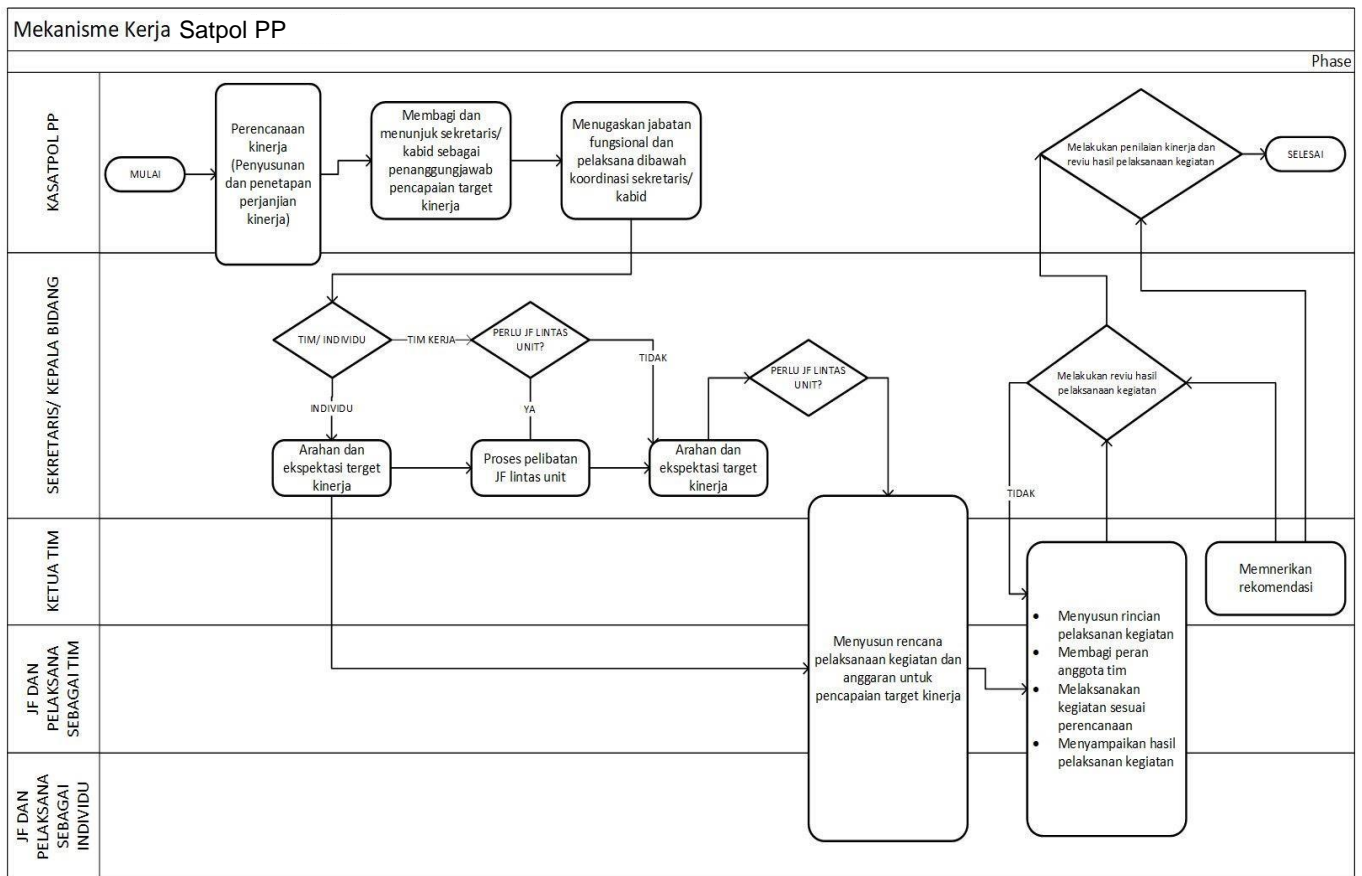 Mekanisme Kerja Satpol PP
Phase
KASATPOL PP
MULAI
Perencanaan
kinerja
(Penyusunan
dan penetapan
perjanjian
kinerja)
Membagi dan
menunjuk sekretaris/
kabid sebagai
penanggungjawab
pencapaian target
kinerja
Menugaskan jabatan
fungsional dan
pelaksana dibawah
koordinasi sekretaris/
kabid
Melakukan penilaian kinerja dan
reviu hasil pelaksanaan kegiatan
SELESAI
SEKRETARIS/ KEPALA BIDANG
TIM/ INDIVIDU
TIM KERJA
PERLU JF LINTAS
UNIT?
TIDAK
PERLU JF LINTAS
UNIT?
Melakukan reviu hasil
pelaksanaan kegiatan
INDIVIDU
YA
Arahan dan
ekspektasi terget
kinerja
Proses pelibatan
JF lintas unit
Arahan dan
ekspektasi target
kinerja
TIDAK
KETUA TIM
Memnerikan
rekomendasi
JF DAN
PELAKSANA
SEBAGAI TIM
Menyusun rencana
pelaksanaan kegiatan dan
anggaran untuk
pencapaian target kinerja
• Menyusun rincian
pelaksanan kegiatan
• Membagi peran
anggota tim
• Melaksanakan
kegiatan sesuai
perencanaan
• Menyampaikan hasil
pelaksanan kegiatan
JF DAN
PELAKSANA
SEBAGAI
INDIVIDU